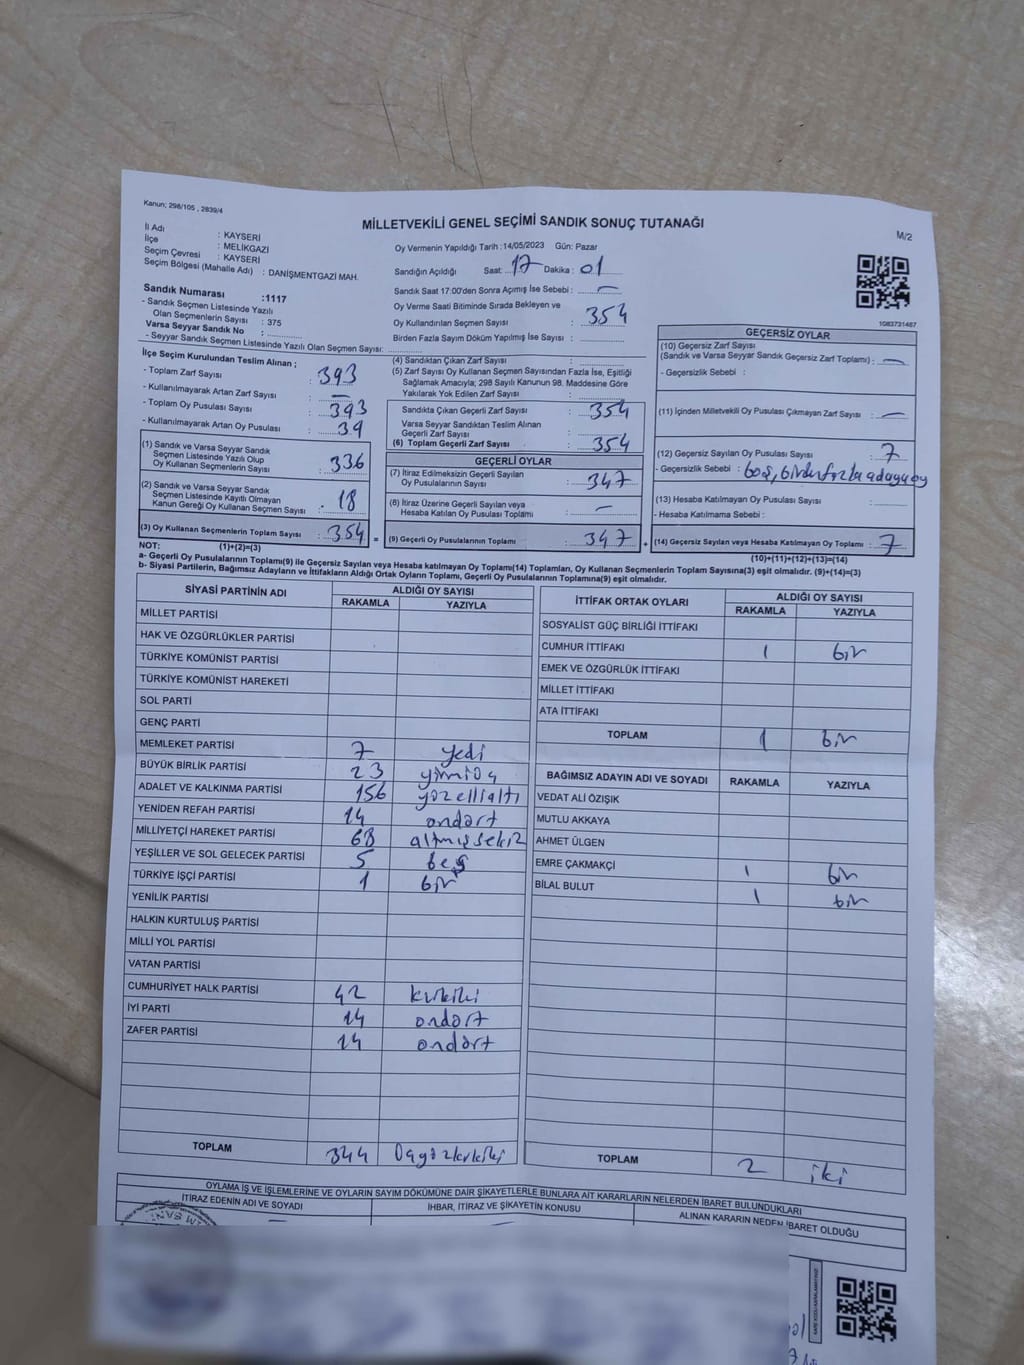 Kanun; 298/105 , 2839/4
MİLLETVEKİLİ GENEL SEÇİMİ SANDIK SONUÇ TUTANAĞI
M/2
İl Adı : KAYSERİ
İlçe : MELİKGAZİ
Seçim Çevresi : KAYSERİ
Seçim Bölgesi (Mahalle Adı) : DANİŞMENTGAZİ MAH.
Sandık Numarası :1117
- Sandık Seçmen Listesinde Yazılı
Olan Seçmenlerin Sayısı : 375
Varsa Seyyar Sandık No :
- Seyyar Sandık Seçmen Listesinde Yazılı Olan Seçmen Sayısı:
Oy Vermenin Yapıldığı Tarih :14/05/2023 Gün: Pazar
Sandığın Açıldığı Saat: 17 Dakika : 01
Sandık Saat 17:00'den Sonra Açımış İse Sebebi : —
Oy Verme Saati Bitiminde Sırada Bekleyen ve
Oy Kullandırılan Seçmen Sayısı : 354
Birden Fazla Sayım Döküm Yapılmış İse Sayısı :
1083731487
İlçe Seçim Kurulundan Teslim Alınan ;
- Toplam Zarf Sayısı : 393
- Kullanılmayarak Artan Zarf Sayısı : —
- Toplam Oy Pusulası Sayısı : 393
- Kullanılmayarak Artan Oy Pusulası : 39
(1) Sandık ve Varsa Seyyar Sandık
Seçmen Listesinde Yazılı Olup
Oy Kullanan Seçmenlerin Sayısı : 336
(2) Sandık ve Varsa Seyyar Sandık
Seçmen Listesinde Kayıtlı Olmayan
Kanun Gereği Oy Kullanan Seçmen Sayısı : 18
(3) Oy Kullanan Seçmenlerin Toplam Sayısı : 354 =
(1)+(2)=(3)
(4) Sandıktan Çıkan Zarf Sayısı :
(5) Zarf Sayısı Oy Kullanan Seçmen Sayısından Fazla İse, Eşitliği
Sağlamak Amacıyla; 298 Sayılı Kanunun 98. Maddesine Göre
Yakılarak Yok Edilen Zarf Sayısı :
Sandıkta Çıkan Geçerli Zarf Sayısı : 354
Varsa Seyyar Sandıktan Teslim Alınan
Geçerli Zarf Sayısı :
(6) Toplam Geçerli Zarf Sayısı : 354
GEÇERLİ OYLAR
(7) İtiraz Edilmeksizin Geçerli Sayılan
Oy Pusulalarının Sayısı : 347
(8) İtiraz Üzerine Geçerli Sayılan veya
Hesaba Katılan Oy Pusulası Toplamı : —
(9) Geçerli Oy Pusulalarının Toplamı : 347 +
GEÇERSİZ OYLAR
(10) Geçersiz Zarf Sayısı
(Sandık ve Varsa Seyyar Sandık Geçersiz Zarf Toplamı) : —
- Geçersizlik Sebebi :
(11) İçinden Milletvekili Oy Pusulası Çıkmayan Zarf Sayısı : —
(12) Geçersiz Sayılan Oy Pusulası Sayısı : 7
- Geçersizlik Sebebi : boş, birden fazla adaya oy
(13) Hesaba Katılmayan Oy Pusulası Sayısı :
- Hesaba Katılmama Sebebi :
(14) Geçersiz Sayılan veya Hesaba Katılmayan Oy Toplamı : 7
(10)+(11)+(12)+(13)=(14)
NOT:
a- Geçerli Oy Pusulalarının Toplamı(9) ile Geçersiz Sayılan veya Hesaba katılmayan Oy Toplamı(14) Toplamları, Oy Kullanan Seçmenlerin Toplam Sayısına(3) eşit olmalıdır. (9)+(14)=(3)
b- Siyasi Partilerin, Bağımsız Adayların ve İttifakların Aldığı Ortak Oyların Toplamı, Geçerli Oy Pusulalarının Toplamına(9) eşit olmalıdır.
SİYASİ PARTİNİN ADI ALDIĞI OY SAYISI
RAKAMLA YAZIYLA
MİLLET PARTİSİ
HAK VE ÖZGÜRLÜKLER PARTİSİ
TÜRKİYE KOMÜNİST PARTİSİ
TÜRKİYE KOMÜNİST HAREKETİ
SOL PARTİ
GENÇ PARTİ
MEMLEKET PARTİSİ 7 yedi
BÜYÜK BİRLİK PARTİSİ 23 yirmiüç
ADALET VE KALKINMA PARTİSİ 156 yüzellialtı
YENİDEN REFAH PARTİSİ 14 ondört
MİLLİYETÇİ HAREKET PARTİSİ 68 altmışsekiz
YEŞİLLER VE SOL GELECEK PARTİSİ 5 beş
TÜRKİYE İŞÇİ PARTİSİ 1 bir
YENİLİK PARTİSİ
HALKIN KURTULUŞ PARTİSİ
MİLLİ YOL PARTİSİ
VATAN PARTİSİ
CUMHURİYET HALK PARTİSİ 42 kırkiki
İYİ PARTİ 14 ondört
ZAFER PARTİSİ 14 ondört
TOPLAM 344
İTTİFAK ORTAK OYLARI ALDIĞI OY SAYISI
RAKAMLA YAZIYLA
SOSYALİST GÜÇ BİRLİĞİ İTTİFAKI
CUMHUR İTTİFAKI 1 bir
EMEK VE ÖZGÜRLÜK İTTİFAKI
MİLLET İTTİFAKI
ATA İTTİFAKI
TOPLAM 1 bir
BAĞIMSIZ ADAYIN ADI VE SOYADI RAKAMLA YAZIYLA
VEDAT ALİ ÖZIŞIK
MUTLU AKKAYA
AHMET ÜLGEN
EMRE ÇAKMAKÇİ 1 bir
BİLAL BULUT 1 bir
TOPLAM 2 iki
OYLAMA İŞ VE İŞLEMLERİNE VE OYLARIN SAYIM DÖKÜMÜNE DAİR ŞİKAYETLERLE BUNLARA AİT KARARLARIN NELERDEN İBARET BULUNDUKLARI
İTİRAZ EDENİN ADI VE SOYADI İHBAR, İTİRAZ VE ŞİKAYETİN KONUSU ALINAN KARARIN NEDEN İBARET OLDUĞU